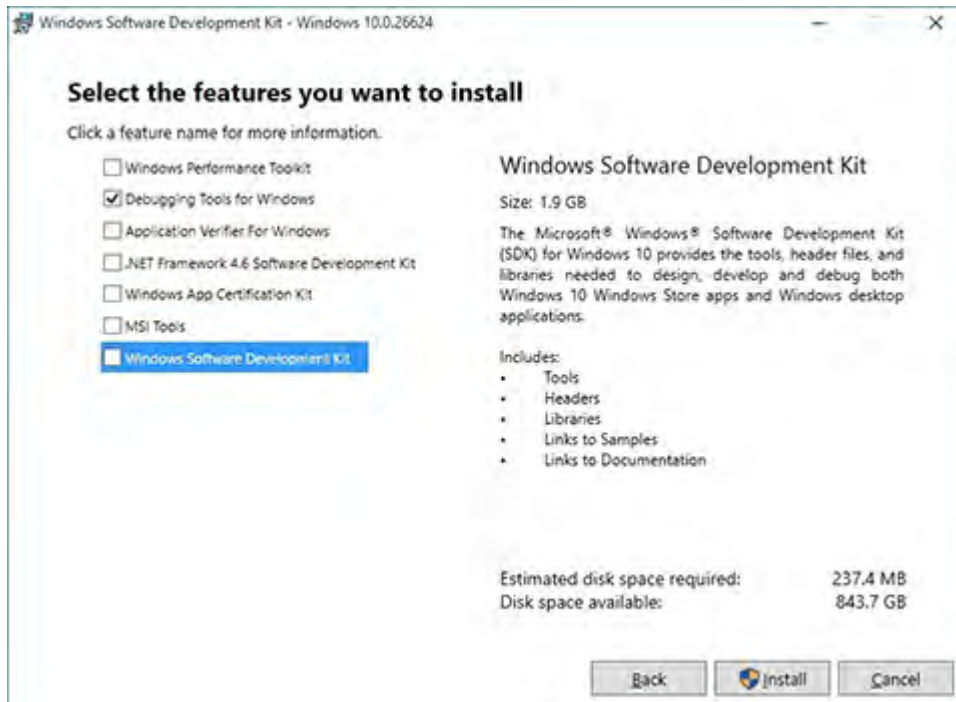 Windows Software Development Kit - Windows 10.0.26624
Select the features you want to install
Click a feature name for more information.
Windows Performance Toolkit
Debugging Tools for Windows
Application Verifier For Windows
.NET Framework 4.6 Software Development Kit
Windows App Certification Kit
MSI Tools
Windows Software Development Kit
Windows Software Development Kit
Size: 1.9 GB
The Microsoft® Windows® Software Development Kit
(SDK) for Windows 10 provides the tools, header files, and
libraries needed to design, develop and debug both
Windows 10 Windows Store apps and Windows desktop
applications.
Includes:
• Tools
• Headers
• Libraries
• Links to Samples
• Links to Documentation
Estimated disk space required: 237.4 MB
Disk space available: 843.7 GB
Back Install Cancel